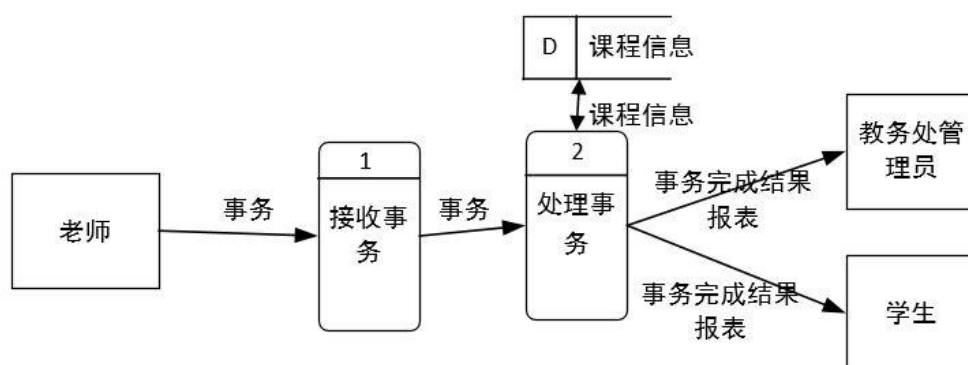 D 课程信息
课程信息
教务处管
理员
1
2
事务完成结果
报表
老师
事务
接收事
务
事务
处理事
务
事务完成结果
报表
学生